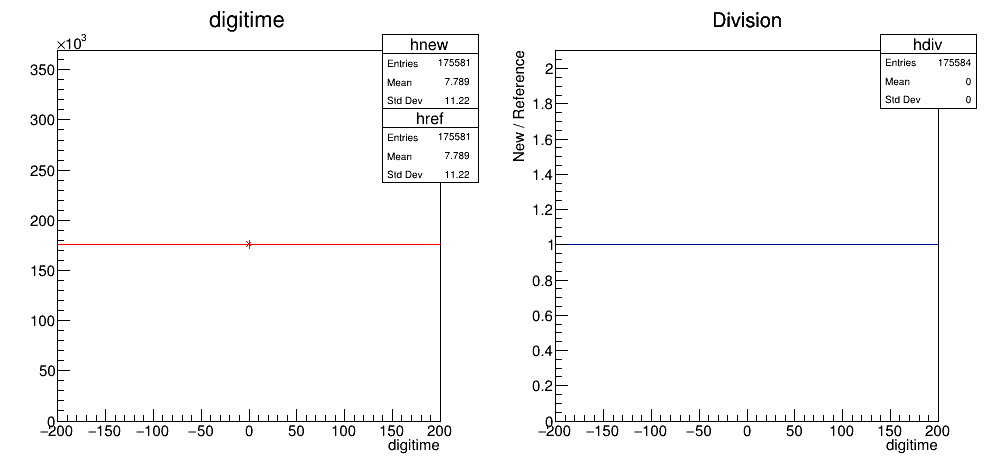 digitime
×10³
hnew
Entries 175581
Mean 7.789
Std Dev 11.22
href
Entries 175581
Mean 7.789
Std Dev 11.22
350
300
250
200
150
100
50
0
−200 −150 −100 −50 0 50 100 150 200
digitime
Division
hdiv
Entries 175584
Mean 0
Std Dev 0
New / Reference
2
1.8
1.6
1.4
1.2
1
0.8
0.6
0.4
0.2
0
−200 −150 −100 −50 0 50 100 150 200
digitime